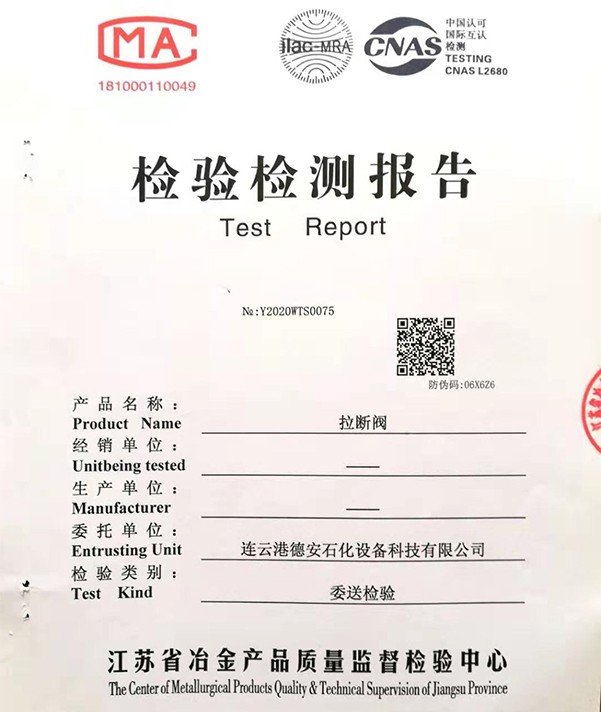 MA
181000110049
ilac-MRA
CNAS
中国认可
国际互认
检测
TESTING
CNAS L2680
检验检测报告
Test Report
№:Y2020WTS0075
防伪码:06X6Z6
产品名称：
Product Name 拉断阀
经销单位：
Unitbeing tested ——
生产单位：
Manufacturer ——
委托单位：
Entrusting Unit 连云港德安石化设备科技有限公司
检验类别：
Test Kind 委送检验
江苏省冶金产品质量监督检验中心
The Center of Metallurgical Products Quality & Technical Supervision of Jiangsu Province